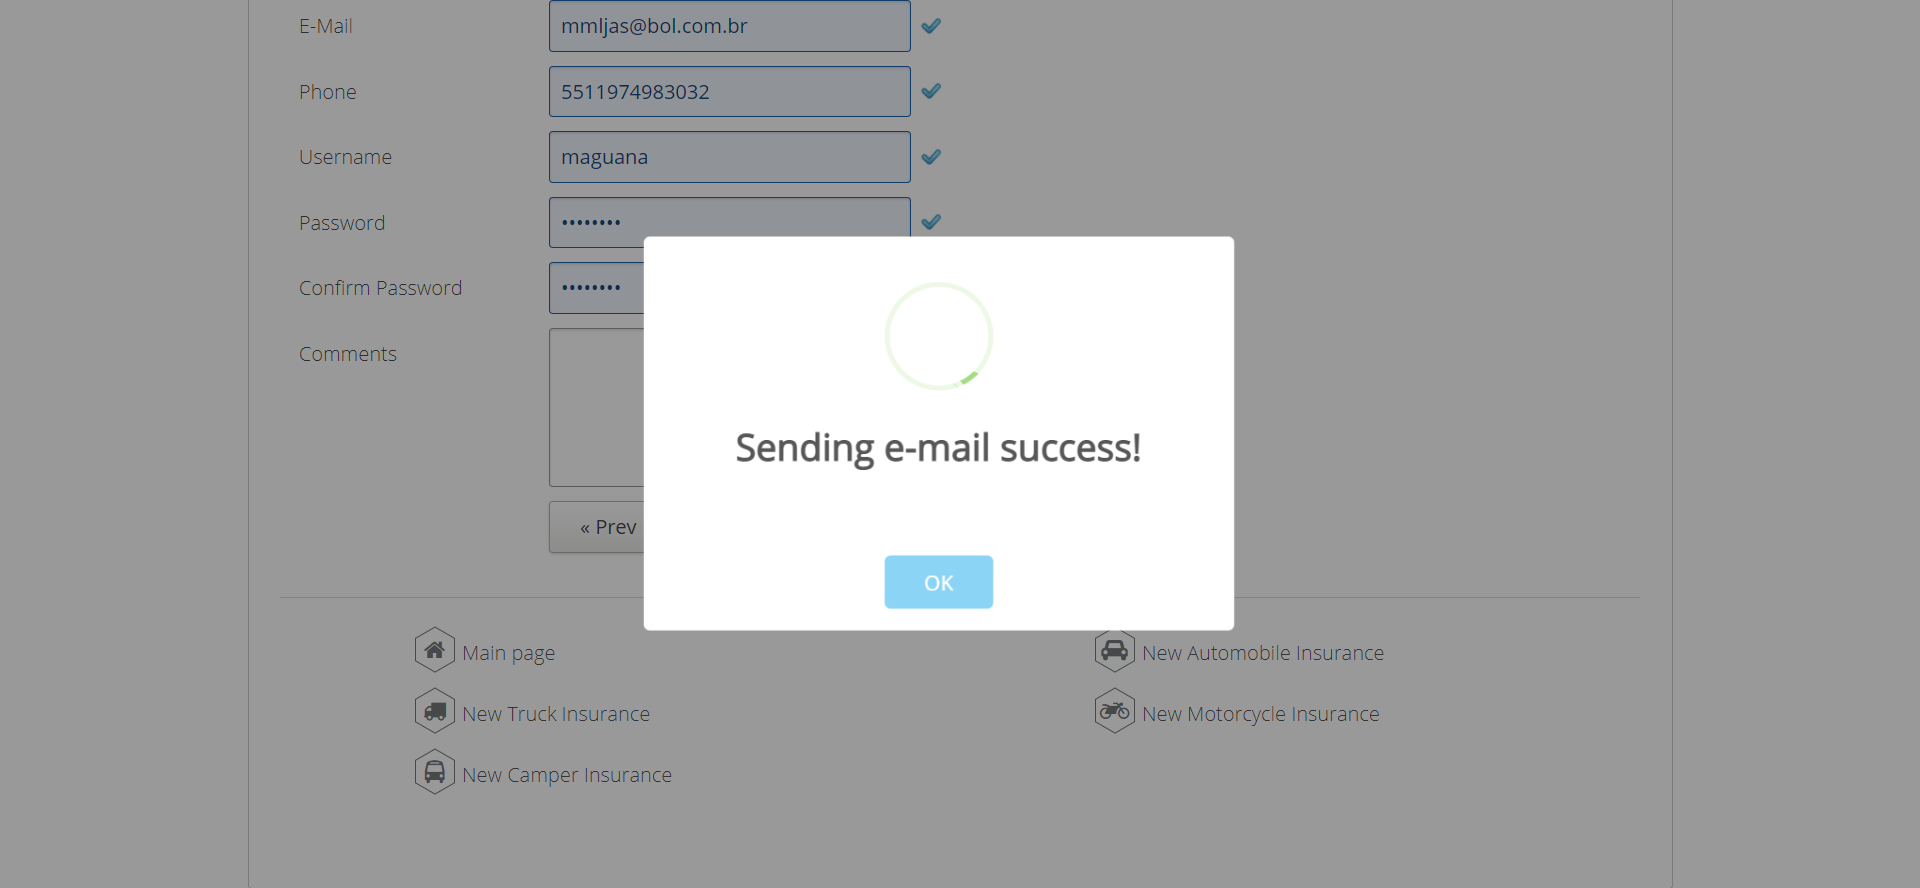 E-Mail
mmljas@bol.com.br
Phone
5511974983032
Username
maguana
Password
••••••••
Confirm Password
••••••••
Comments
Sending e-mail success!
« Prev
OK
Main page
New Automobile Insurance
New Truck Insurance
New Motorcycle Insurance
New Camper Insurance